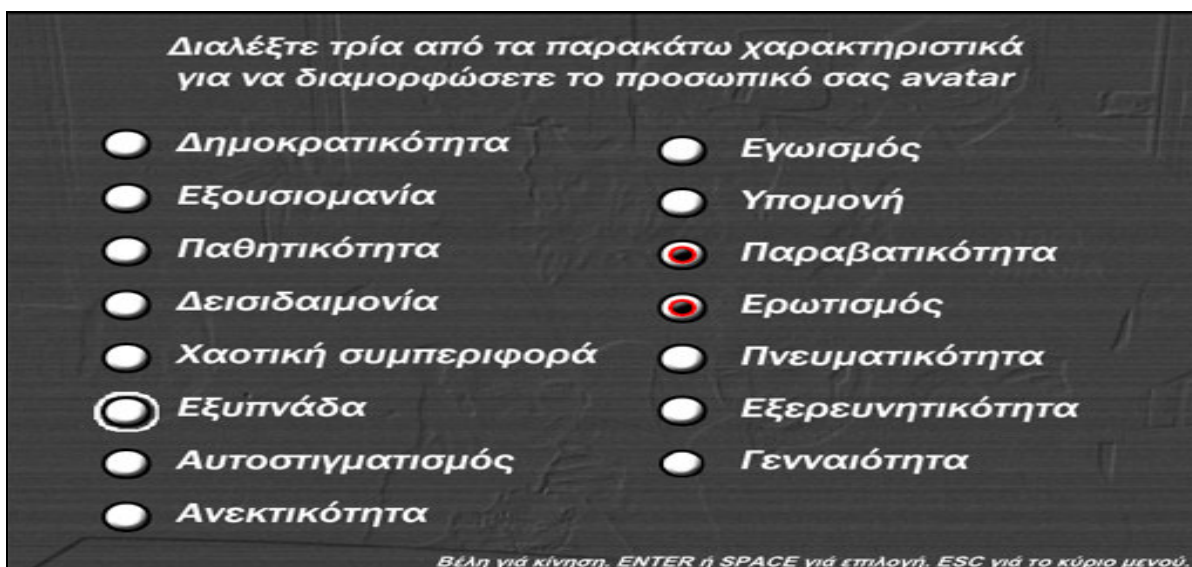 Διαλέξτε τρία από τα παρακάτω χαρακτηριστικά
για να διαμορφώσετε το προσωπικό σας avatar
Δημοκρατικότητα
Εξουσιομανία
Παθητικότητα
Δεισιδαιμονία
Χαοτική συμπεριφορά
Εξυπνάδα
Αυτοστιγματισμός
Ανεκτικότητα
Εγωισμός
Υπομονή
Παραβατικότητα
Ερωτισμός
Πνευματικότητα
Εξερευνητικότητα
Γενναιότητα
Βέλη γιά κίνηση. ENTER ή SPACE γιά επιλογή. ESC γιά το κύριο μενού.